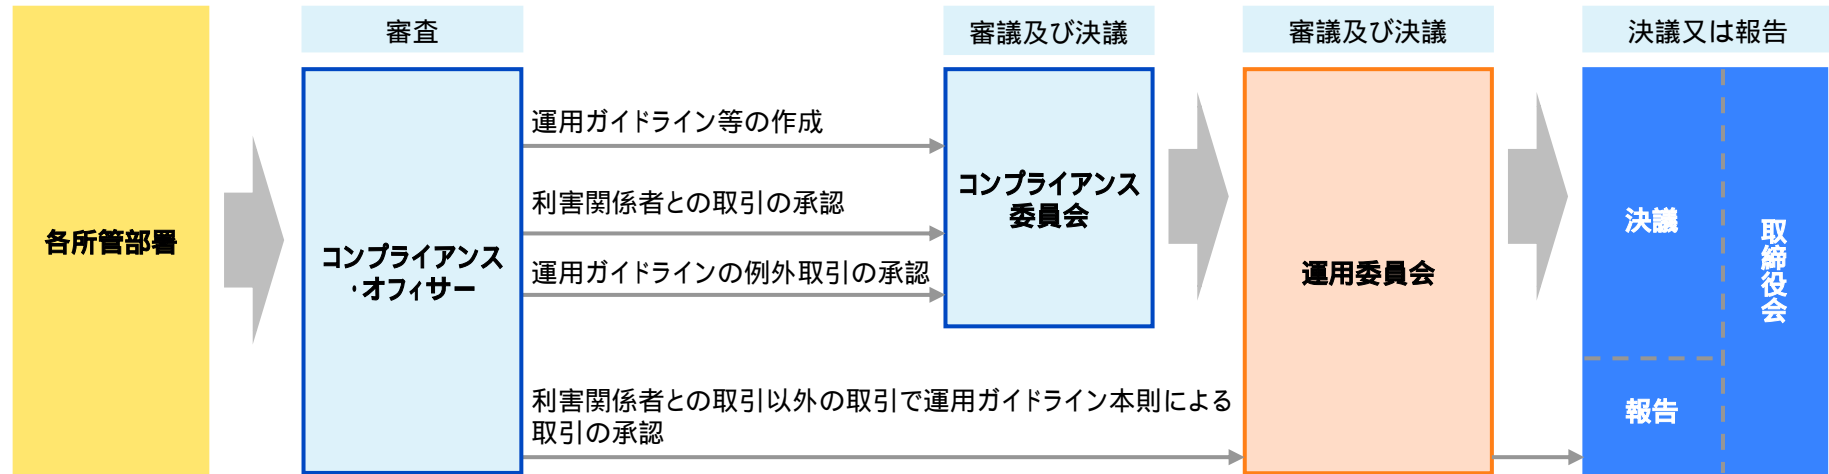 審査
審議及び決議
審議及び決議
決議又は報告
各所管部署
コンプライアンス
・オフィサー
運用ガイドライン等の作成
利害関係者との取引の承認
運用ガイドラインの例外取引の承認
利害関係者との取引以外の取引で運用ガイドライン本則による
取引の承認
コンプライアンス
委員会
運用委員会
決議
報告
取締役会